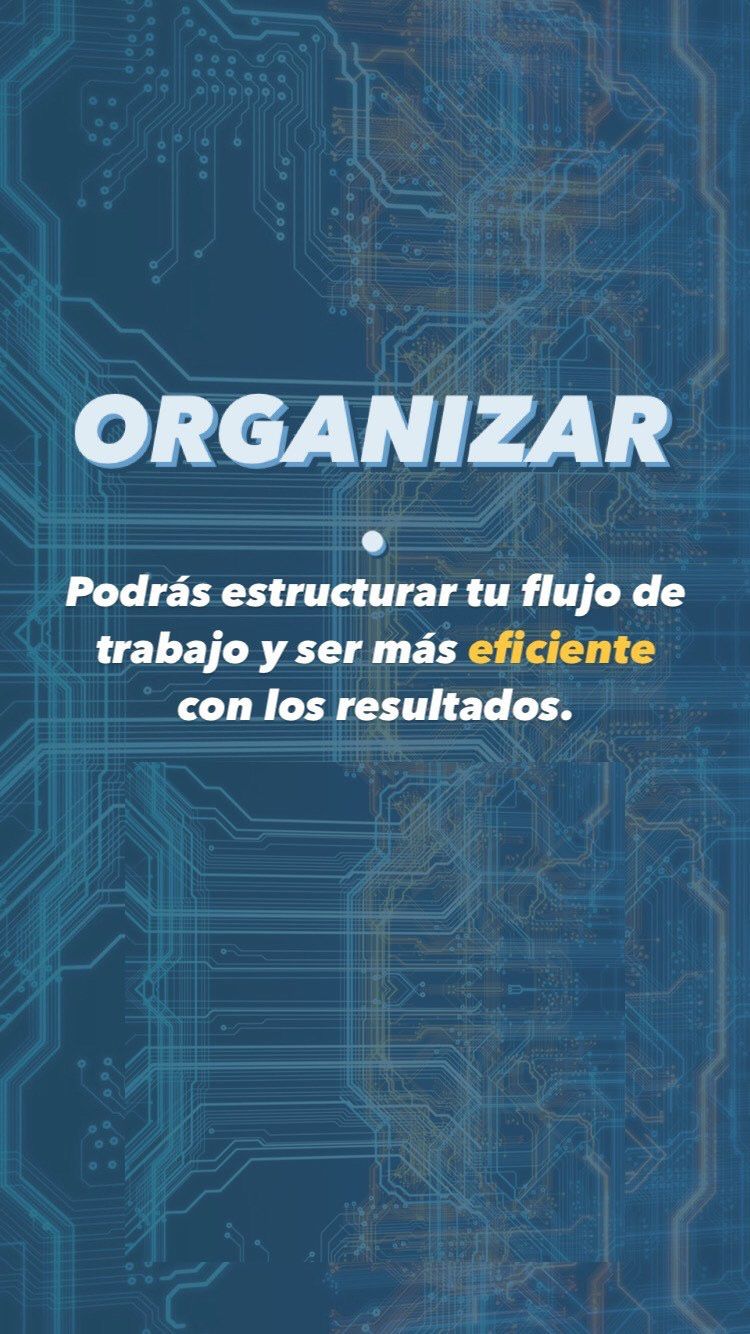 ORGANIZAR
Podrás estructurar tu flujo de
trabajo y ser más eficiente
con los resultados.